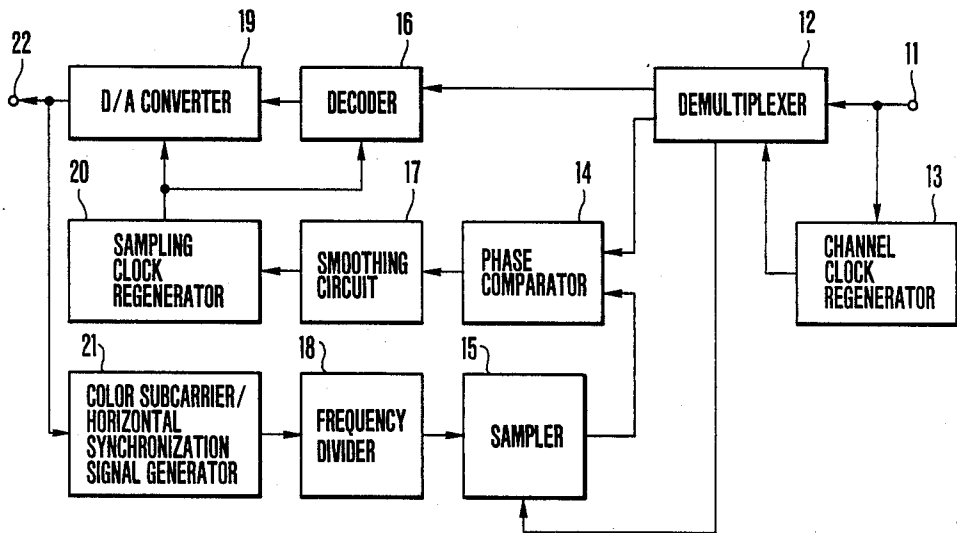 22
19
16
12
11
D/A CONVERTER
DECODER
DEMULTIPLEXER
20
17
14
13
SAMPLING
CLOCK
REGENERATOR
SMOOTHING
CIRCUIT
PHASE
COMPARATOR
CHANNEL
CLOCK
REGENERATOR
21
18
15
COLOR SUBCARRIER/
HORIZONTAL
SYNCHRONIZATION
SIGNAL GENERATOR
FREQUENCY
DIVIDER
SAMPLER